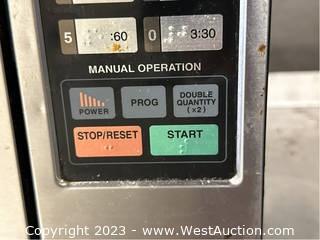 5 :60 0 3:30
MANUAL OPERATION
POWER PROG DOUBLE
QUANTITY
(x2)
STOP/RESET START
Copyright 2023 - www.WestAuction.com